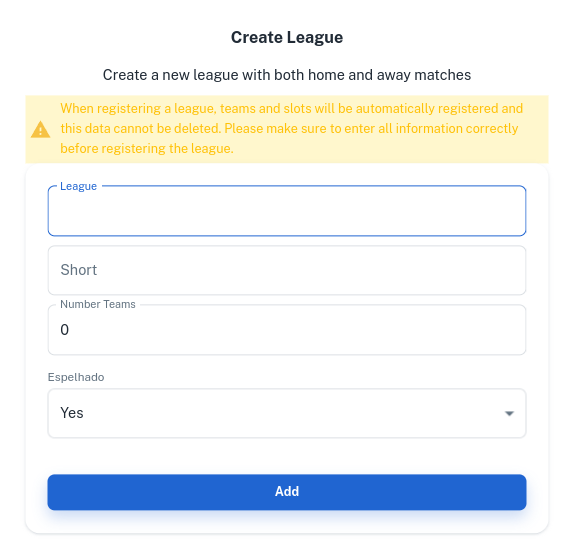 Create League
Create a new league with both home and away matches
When registering a league, teams and slots will be automatically registered and
this data cannot be deleted. Please make sure to enter all information correctly
before registering the league.
League
Short
Number Teams
0
Espelhado
Yes
Add